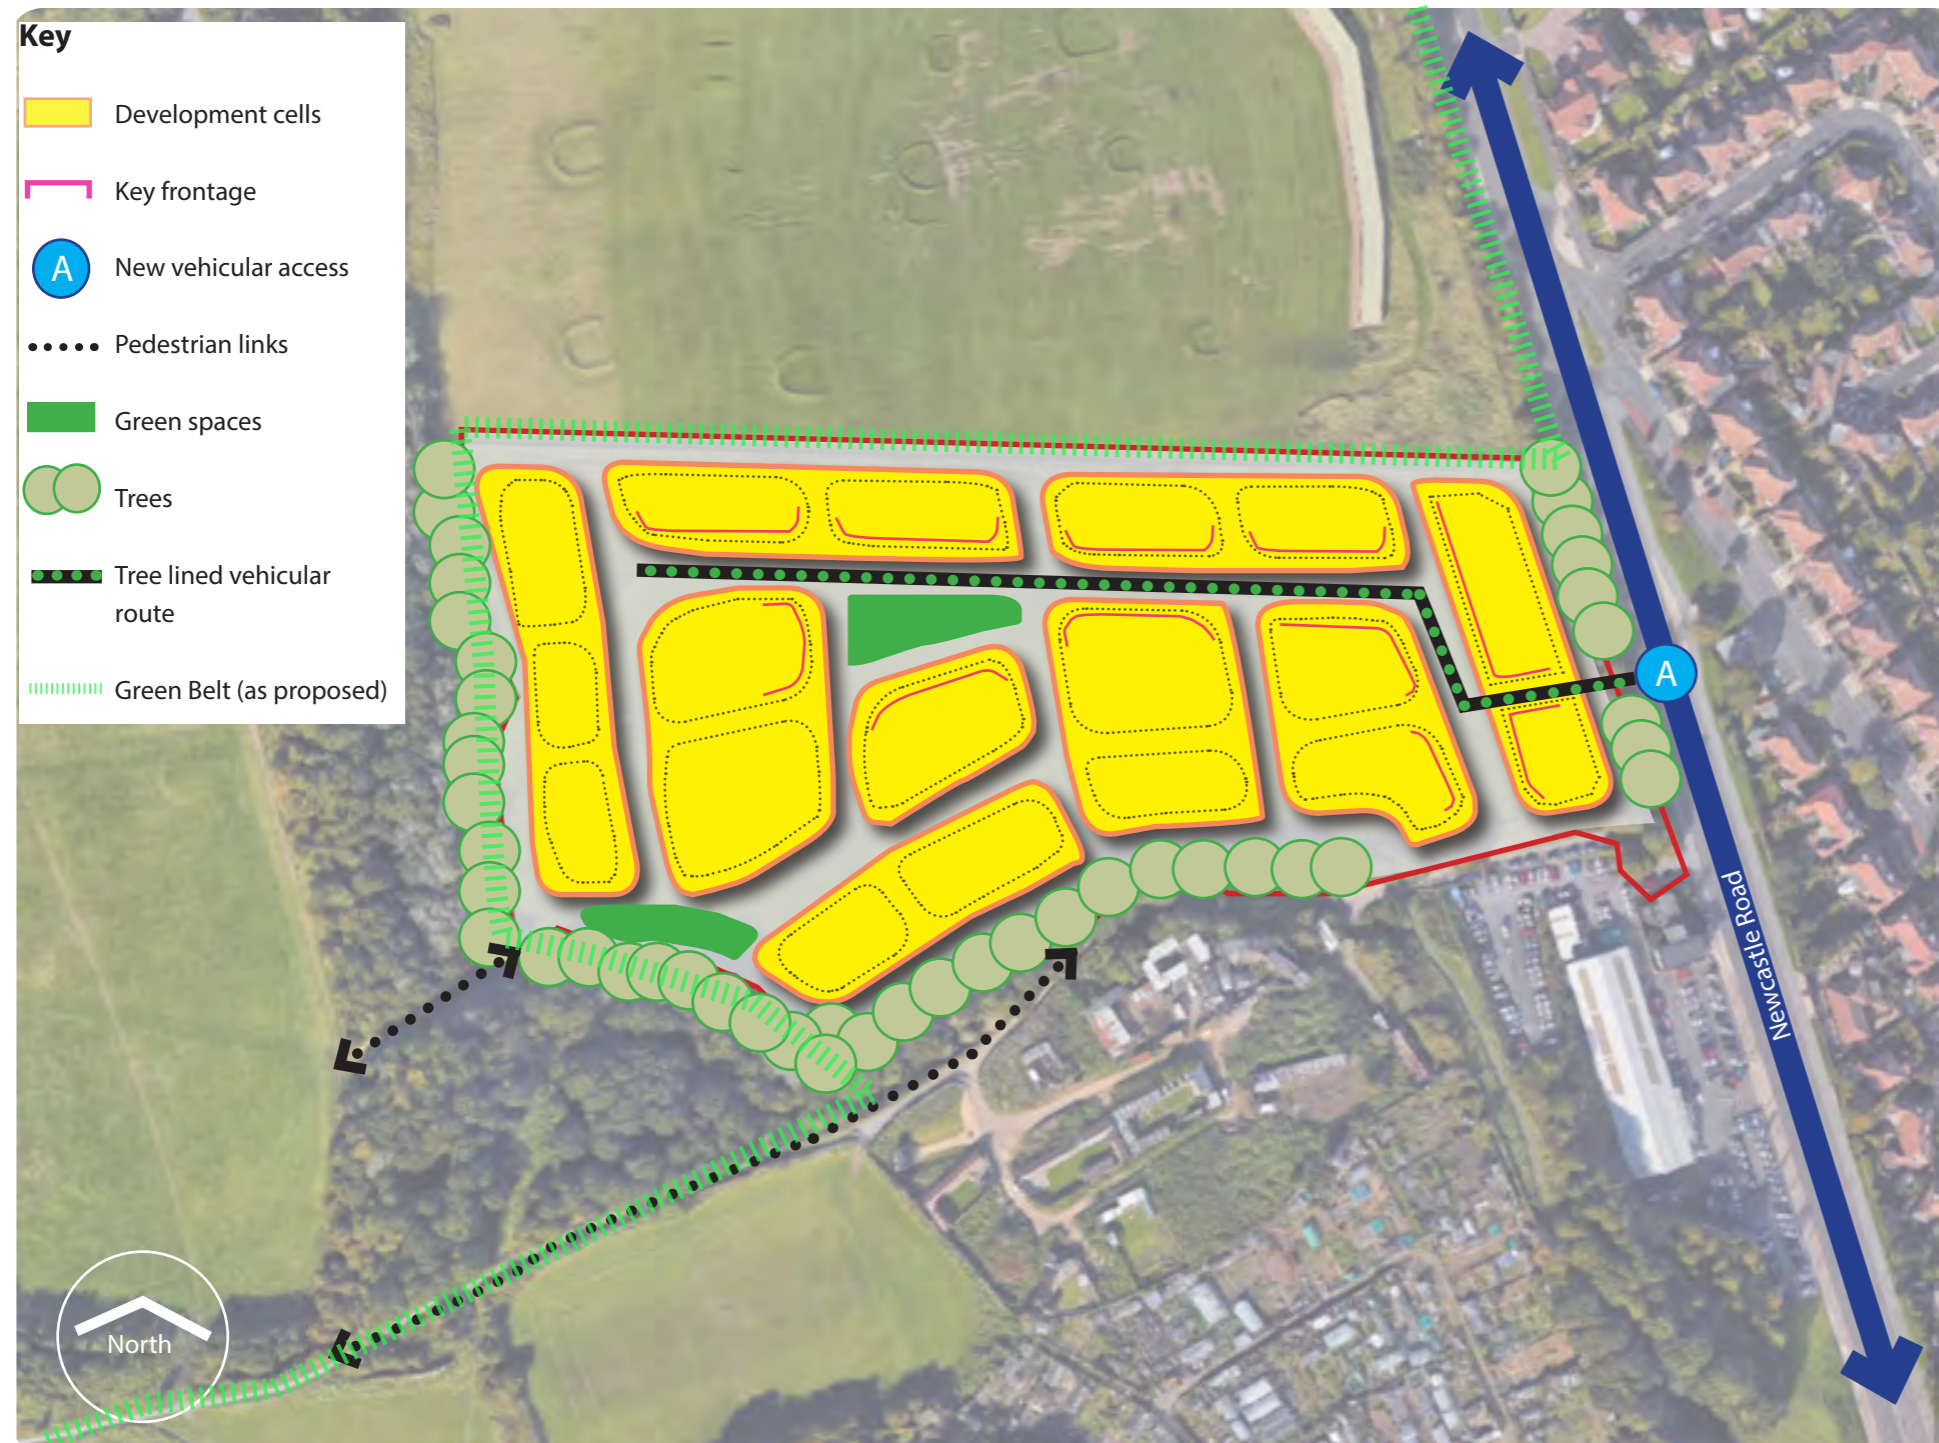 Key
Development cells
Key frontage
A
New vehicular access
Pedestrian links
Green spaces
Trees
Tree lined vehicular
route
Green Belt (as proposed)
A
Newcastle Road
North